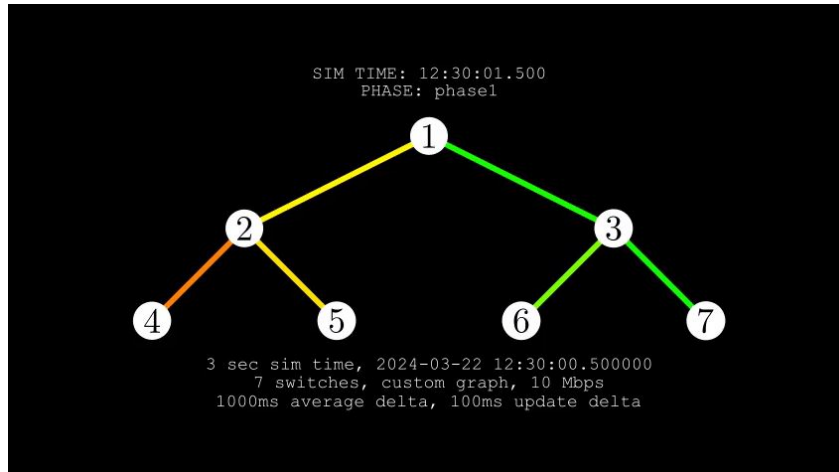 SIM TIME: 12:30:01.500
PHASE: phase1
1
2
3
4
5
6
7
3 sec sim time, 2024-03-22 12:30:00.500000
7 switches, custom graph, 10 Mbps
1000ms average delta, 100ms update delta